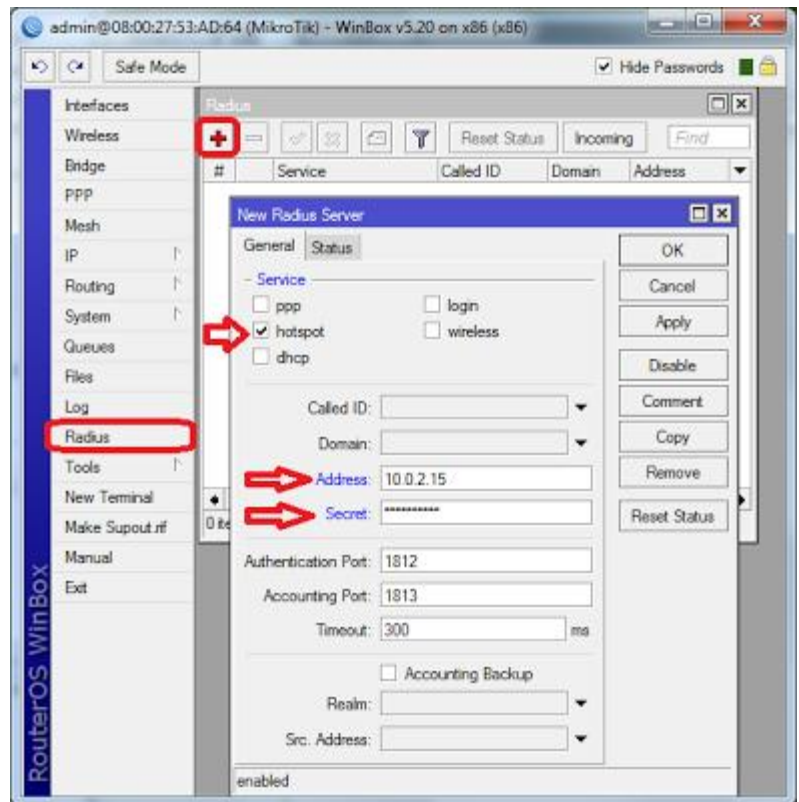 admin@08:00:27:53:AD:64 (MikroTik) - WinBox v5.20 on x86 (x86)
Safe Mode
Hide Passwords
Interfaces
Wireless
Bridge
PPP
Mesh
IP
Routing
System
Queues
Files
Log
Radius
Tools
New Terminal
Make Supout.rif
Manual
Exit
RouterOS WinBox
Radius
Reset Status
Incoming
Find
# Service Called ID Domain Address
0 ite
New Radius Server
General Status
Service
ppp login
hotspot wireless
dhcp
Called ID:
Domain:
Address: 10.0.2.15
Secret: **********
Authentication Port: 1812
Accounting Port: 1813
Timeout: 300 ms
Accounting Backup
Realm:
Src. Address:
enabled
OK
Cancel
Apply
Disable
Comment
Copy
Remove
Reset Status